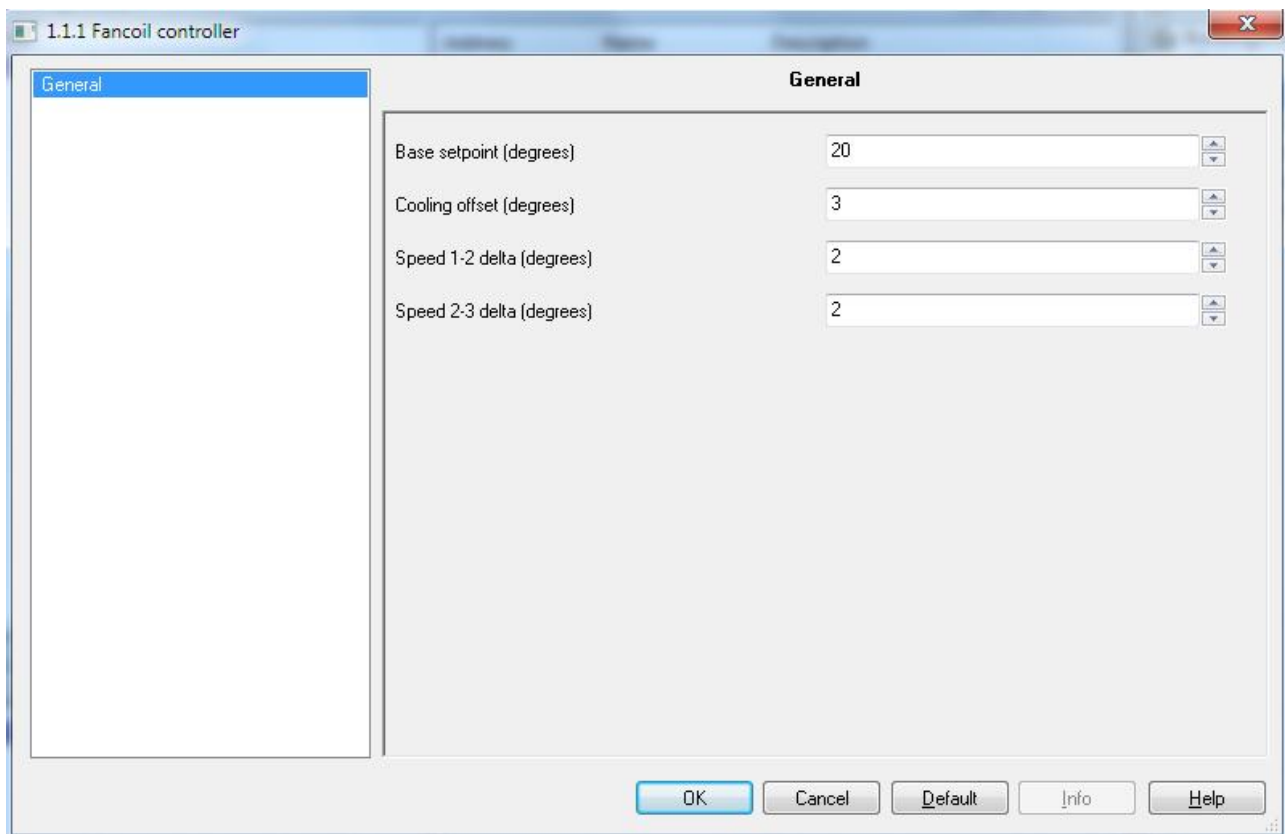 1.1.1 Fancoil controller
General
General
Base setpoint (degrees) 20
Cooling offset (degrees) 3
Speed 1-2 delta (degrees) 2
Speed 2-3 delta (degrees) 2
OK Cancel Default Info Help